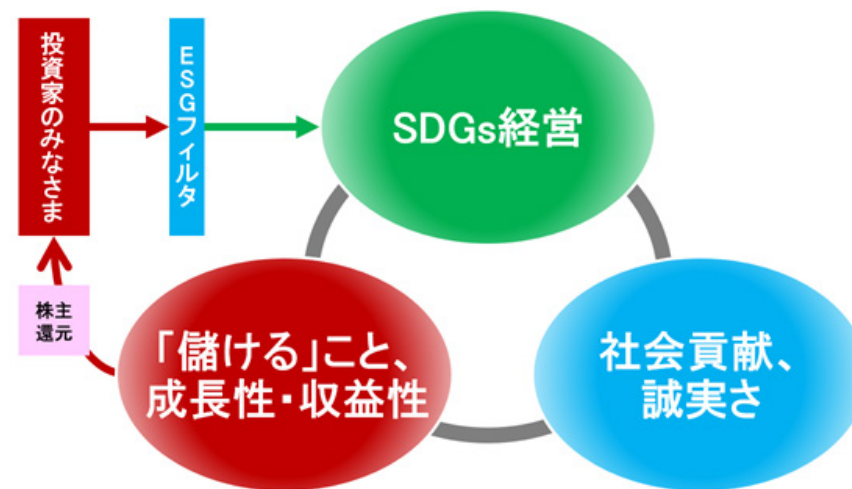 投資家のみなさま
ESGフィルタ
SDGs経営
株主
還元
「儲ける」こと、
成長性・収益性
社会貢献、
誠実さ